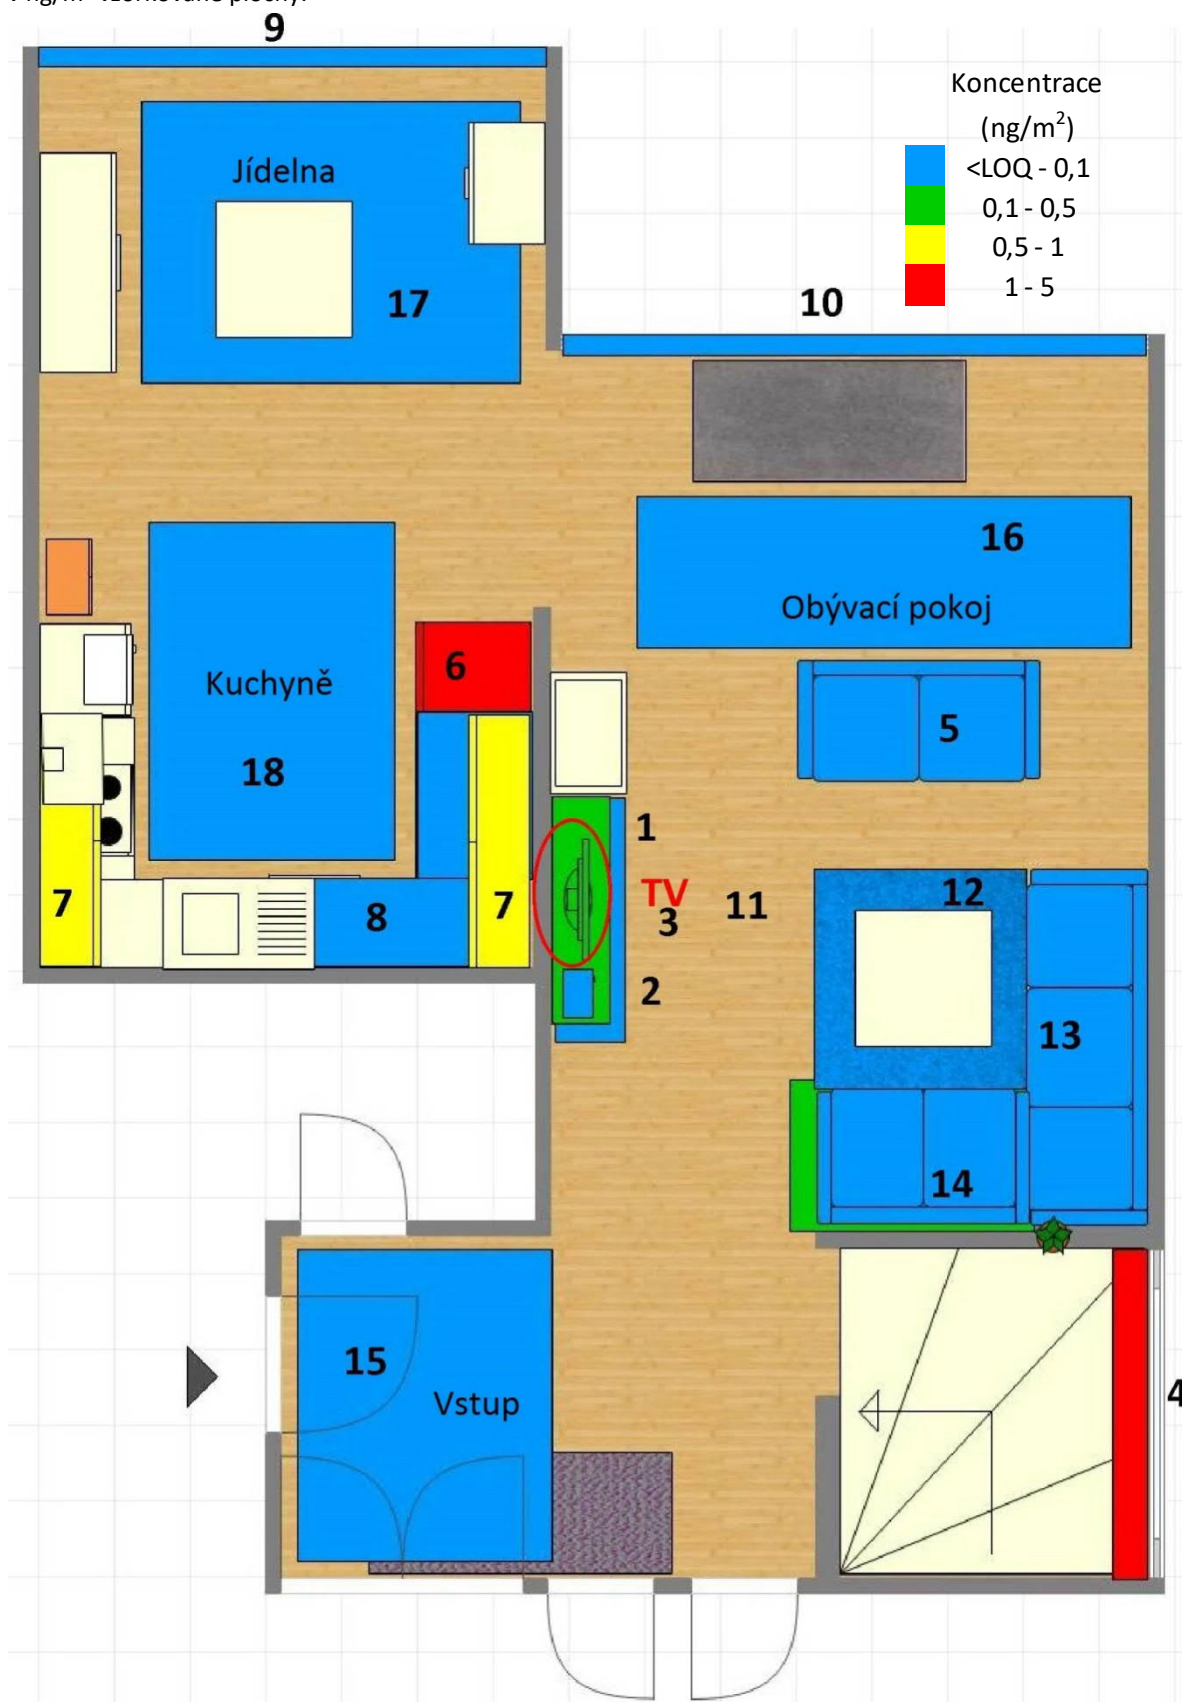 9
Koncentrace
(ng/m²)
<LOQ - 0,1
0,1 - 0,5
0,5 - 1
1 - 5
Jídelna
17
10
16
Obývací pokoj
6
Kuchyně
5
18
1
TV
12
7
7
11
8
3
2
13
14
15
Vstup
4